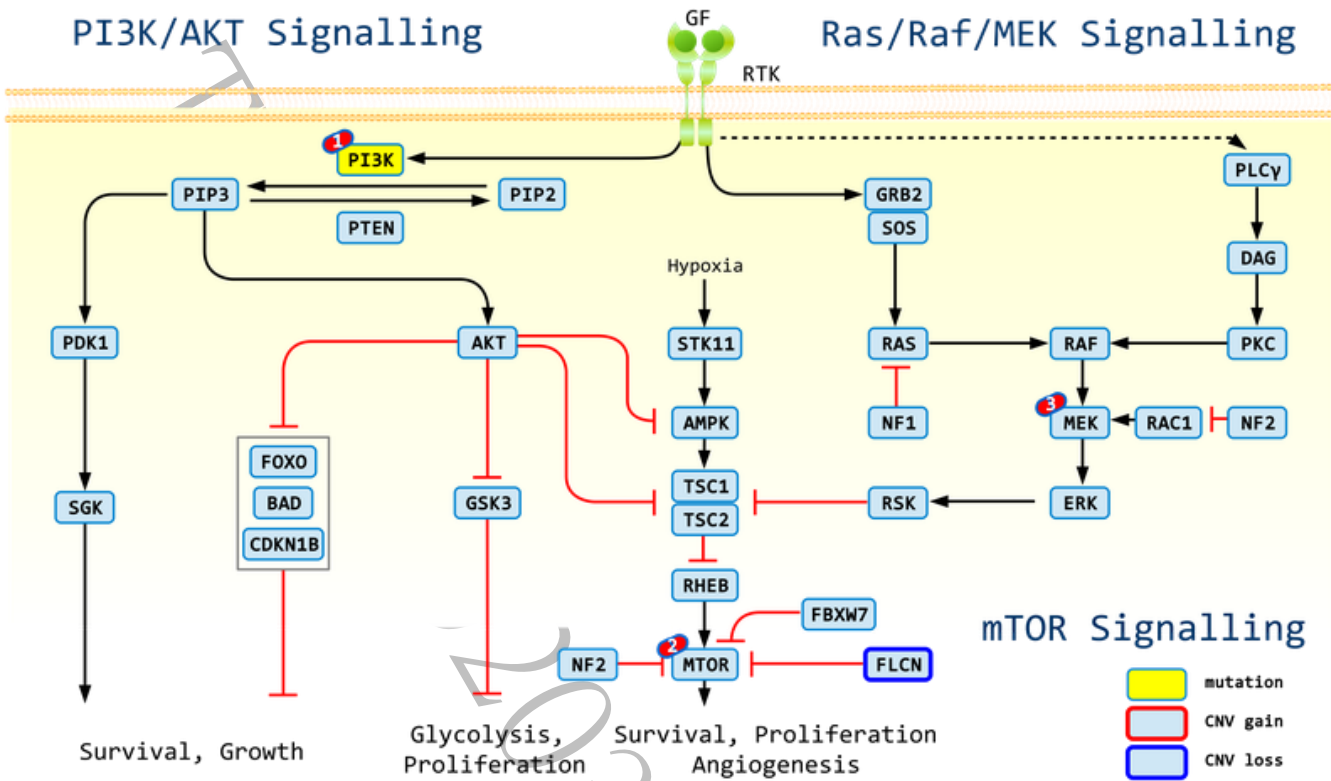 PI3K/AKT Signalling
GF
Ras/Raf/MEK Signalling
RTK
1
PI3K
PLCγ
PIP3
PIP2
GRB2
PTEN
SOS
DAG
Hypoxia
PDK1
AKT
STK11
RAS
RAF
PKC
3
AMPK
NF1
MEK
RAC1
NF2
FOXO
BAD
CDKN1B
SGK
GSK3
TSC1
TSC2
RSK
ERK
RHEB
FBXW7
mTOR Signalling
2
NF2
MTOR
FLCN
mutation
CNV gain
CNV loss
Survival, Growth
Glycolysis,
Proliferation
Survival, Proliferation
Angiogenesis